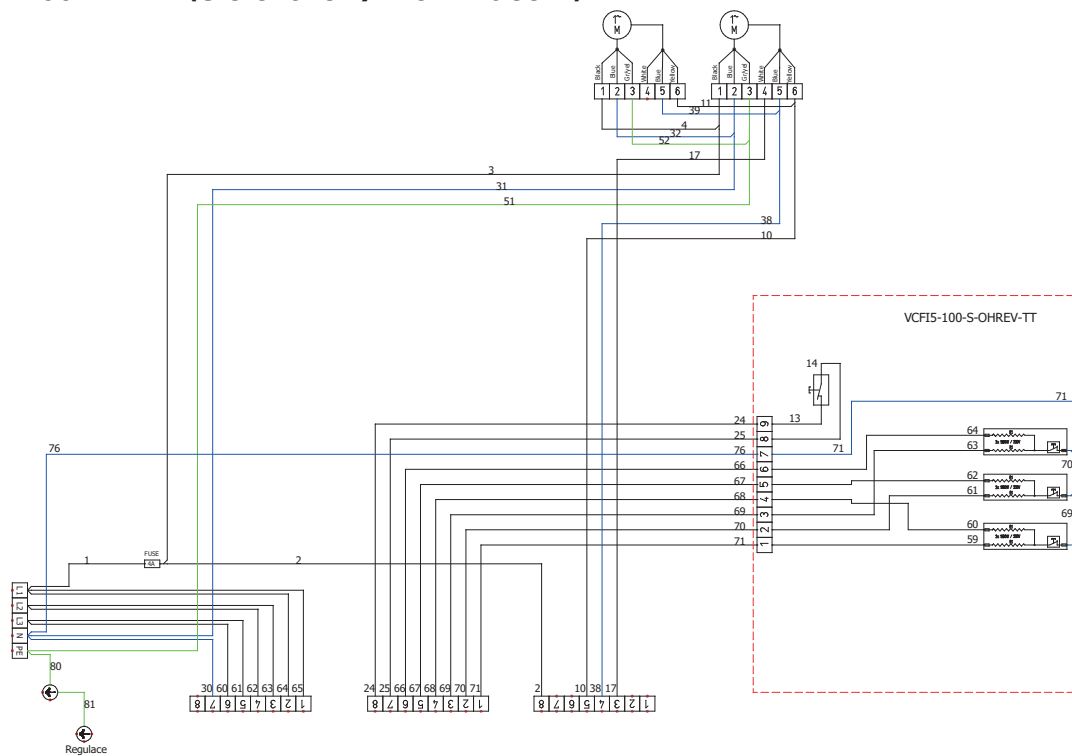 1~
M
1~
M
Black
Blue
Gr/yel
White
Blue
Yellow
Black
Blue
Gr/yel
White
Blue
Yellow
1 2 3 4 5 6
1 2 3 4 5 6
11
39
4
32
52
17
3
31
51
38
10
VCFI5-100-S-OHREV-TT
14
71
24 9 13
25 8
76 76 7 71
66 6
67 5
68 4
69 3
70 2
71 1
64
63
70
62
61
69
60
59
1
FUSE
4A
2
L1
L2
L3
N
PE
80
81
Regulace
30 60 61 62 63 64 65
8 7 6 5 4 3 2 1
24 25 66 67 68 69 70 71
8 7 6 5 4 3 2 1
2 10 38 17
8 7 6 5 4 3 2 1